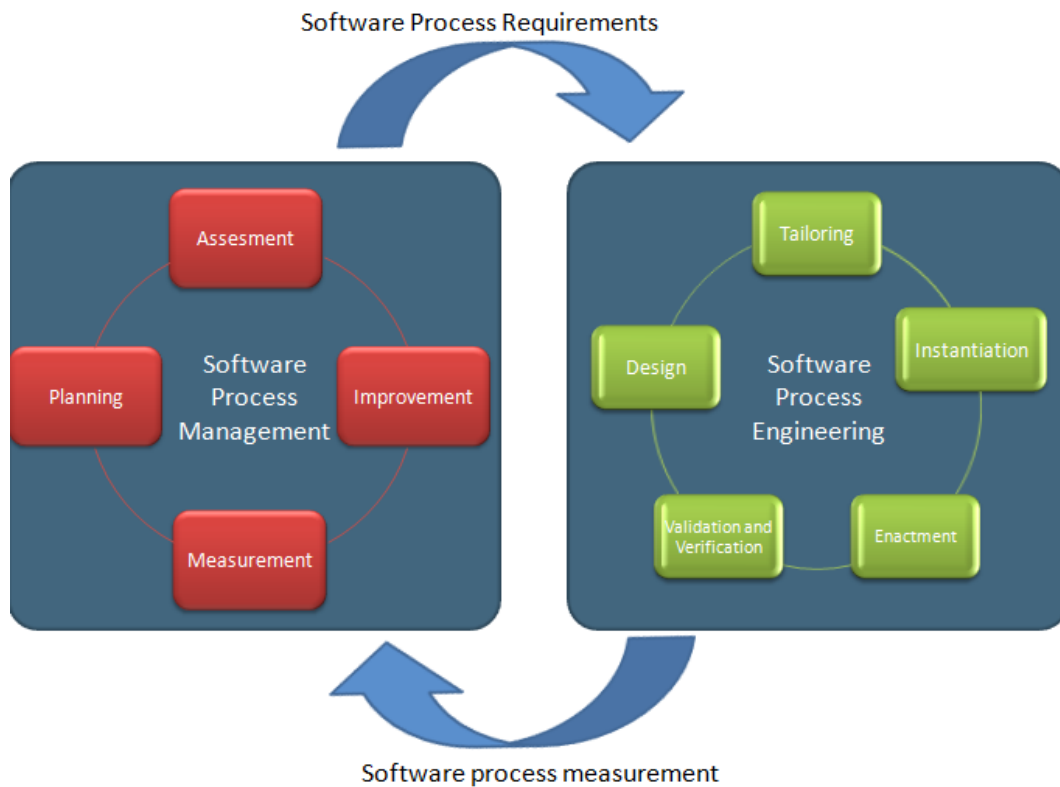 Software Process Requirements
Assesment
Planning
Software
Process
Management
Improvement
Measurement
Tailoring
Design
Software
Process
Engineering
Instantiation
Validation and
Verification
Enactment
Software process measurement